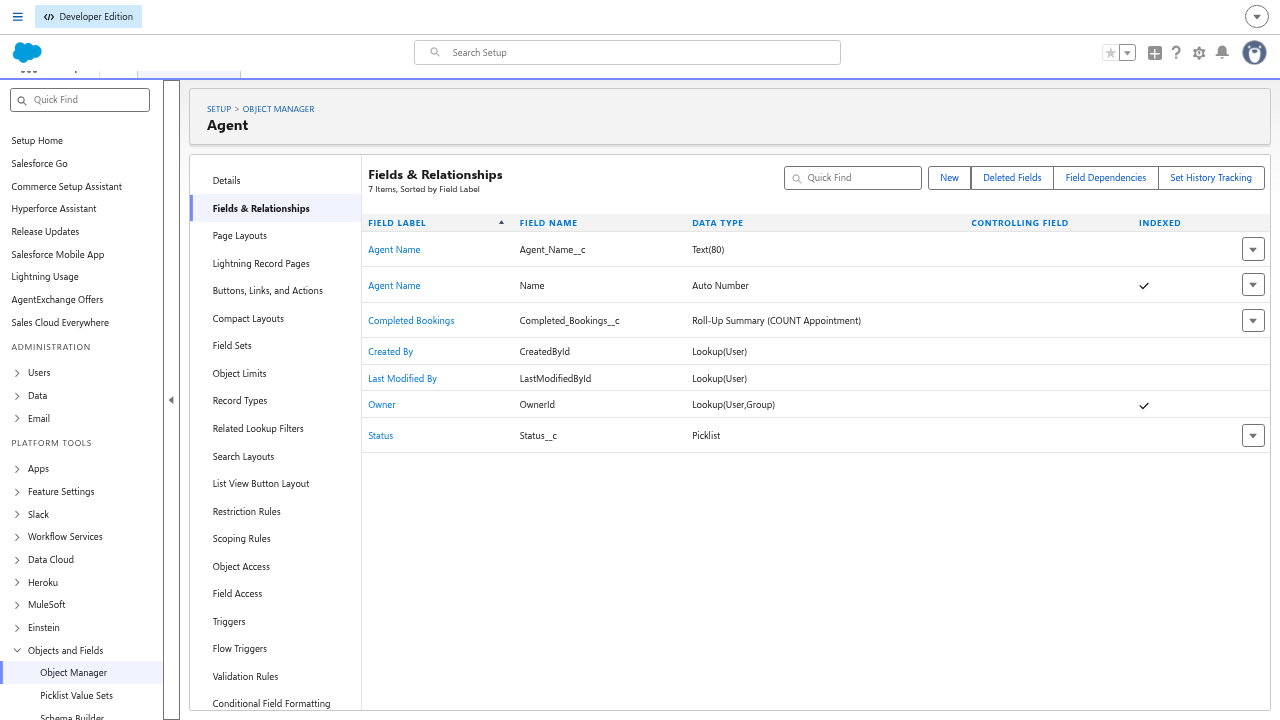 Developer Edition
Search Setup
Quick Find
Setup Home
Salesforce Go
Commerce Setup Assistant
Hyperforce Assistant
Release Updates
Salesforce Mobile App
Lightning Usage
AgentExchange Offers
Sales Cloud Everywhere
ADMINISTRATION
Users
Data
Email
PLATFORM TOOLS
Apps
Feature Settings
Slack
Workflow Services
Data Cloud
Heroku
MuleSoft
Einstein
Objects and Fields
Object Manager
Picklist Value Sets
Schema Builder
SETUP > OBJECT MANAGER
Agent
Details
Fields & Relationships
Page Layouts
Lightning Record Pages
Buttons, Links, and Actions
Compact Layouts
Field Sets
Object Limits
Record Types
Related Lookup Filters
Search Layouts
List View Button Layout
Restriction Rules
Scoping Rules
Object Access
Field Access
Triggers
Flow Triggers
Validation Rules
Conditional Field Formatting
Fields & Relationships
7 Items, Sorted by Field Label
Quick Find
New
Deleted Fields
Field Dependencies
Set History Tracking
FIELD LABEL FIELD NAME DATA TYPE CONTROLLING FIELD INDEXED
Agent Name Agent_Name__c Text(80)
Agent Name Name Auto Number
Completed Bookings Completed_Bookings__c Roll-Up Summary (COUNT Appointment)
Created By CreatedById Lookup(User)
Last Modified By LastModifiedById Lookup(User)
Owner OwnerId Lookup(User,Group)
Status Status__c Picklist